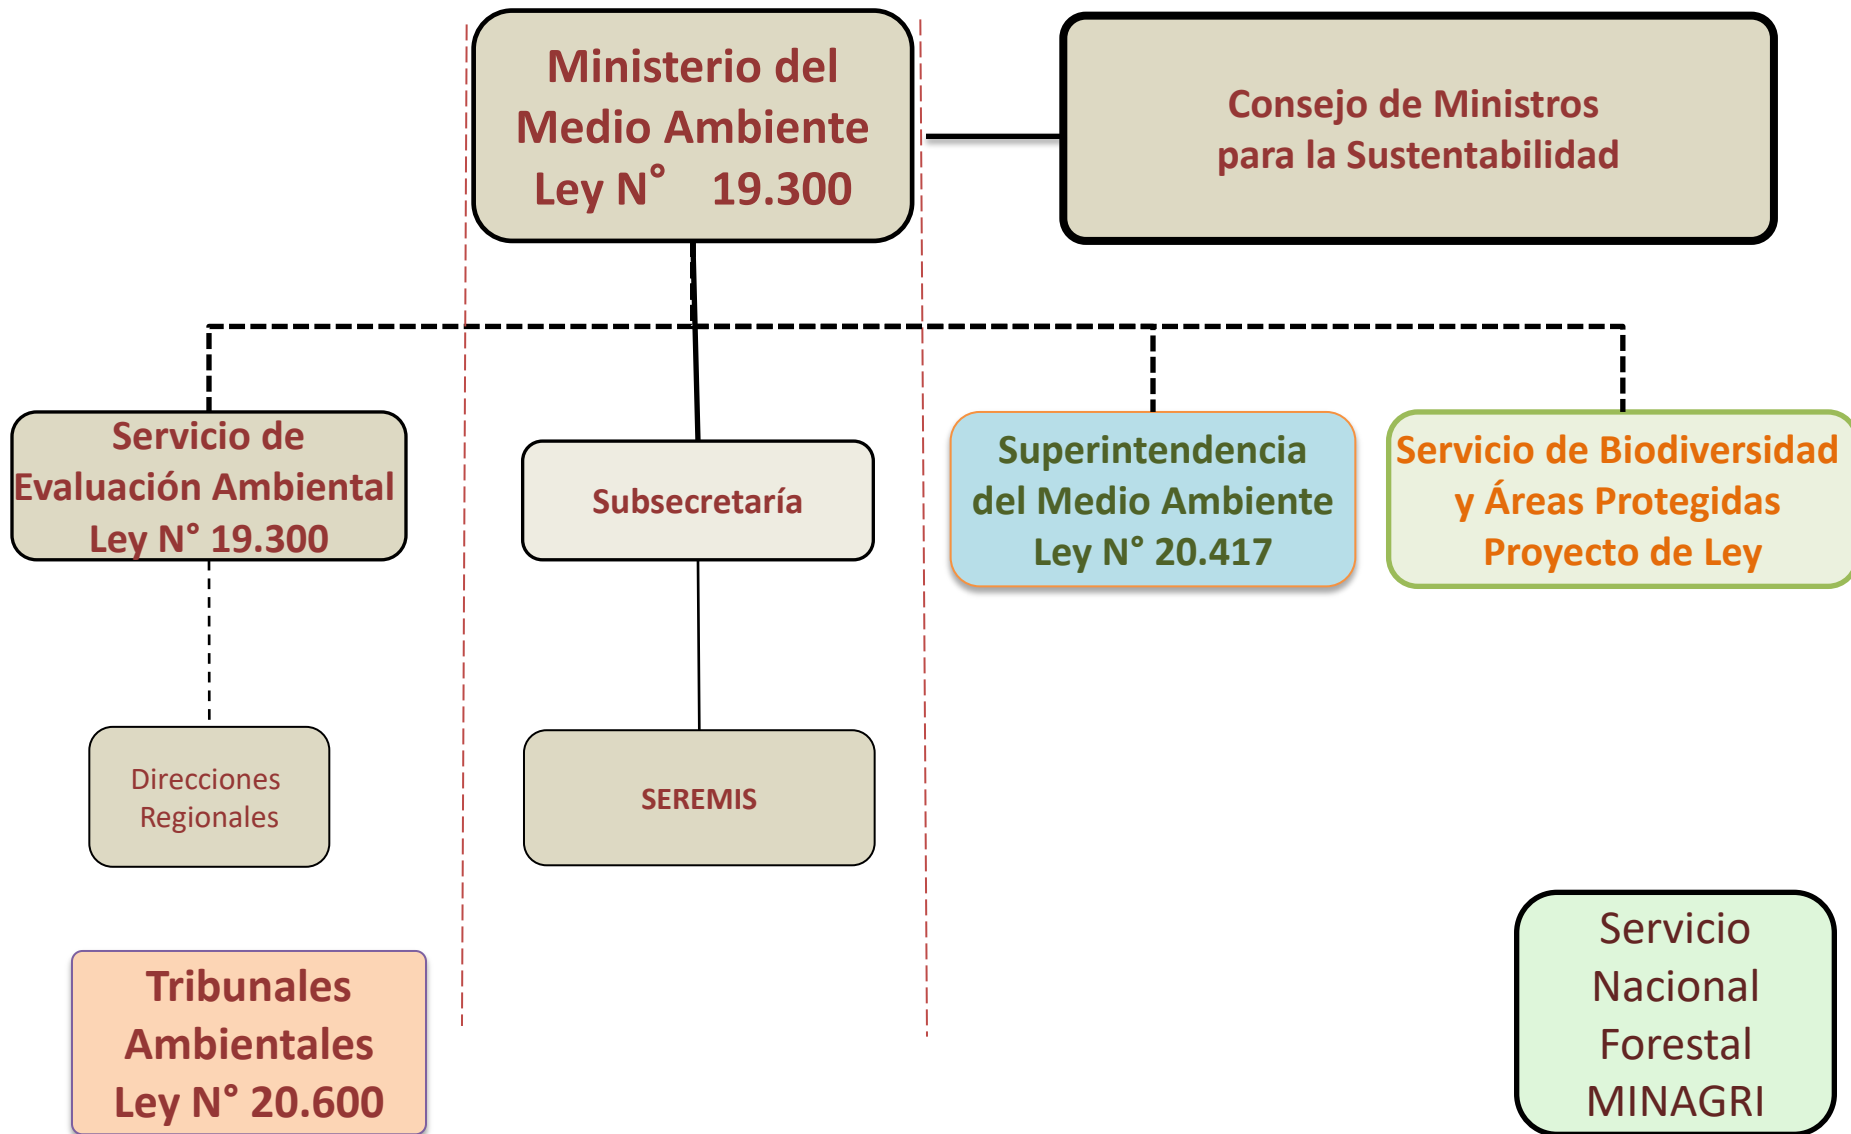 Ministerio del
Medio Ambiente
Ley N° 19.300
Consejo de Ministros
para la Sustentabilidad
Servicio de
Evaluación Ambiental
Ley N° 19.300
Subsecretaría
Superintendencia
del Medio Ambiente
Ley N° 20.417
Servicio de Biodiversidad
y Áreas Protegidas
Proyecto de Ley
Direcciones
Regionales
SEREMIS
Tribunales
Ambientales
Ley N° 20.600
Servicio
Nacional
Forestal
MINAGRI